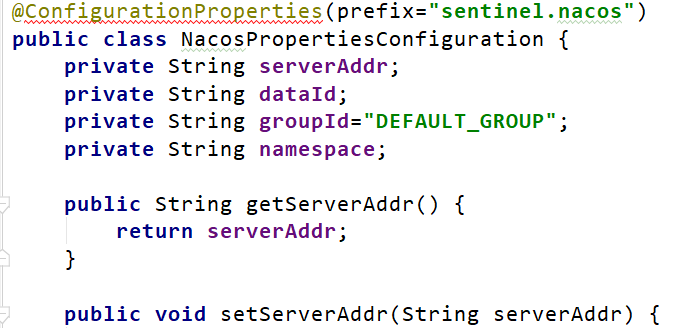 @ConfigurationProperties(prefix="sentinel.nacos")
public class NacosPropertiesConfiguration {
    private String serverAddr;
    private String dataId;
    private String groupId="DEFAULT_GROUP";
    private String namespace;
    public String getServerAddr() {
        return serverAddr;
    }
    public void setServerAddr(String serverAddr) {